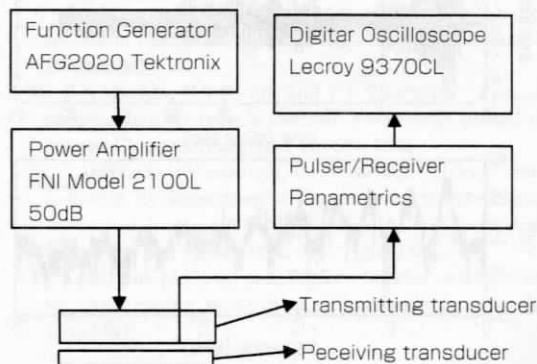 Function Generator
AFG2020 Tektronix
Digitar Oscilloscope
Lecroy 9370CL
Power Amplifier
FNI Model 2100L
50dB
Pulser/Receiver
Panametrics
Transmitting transducer
Peceiving transducer